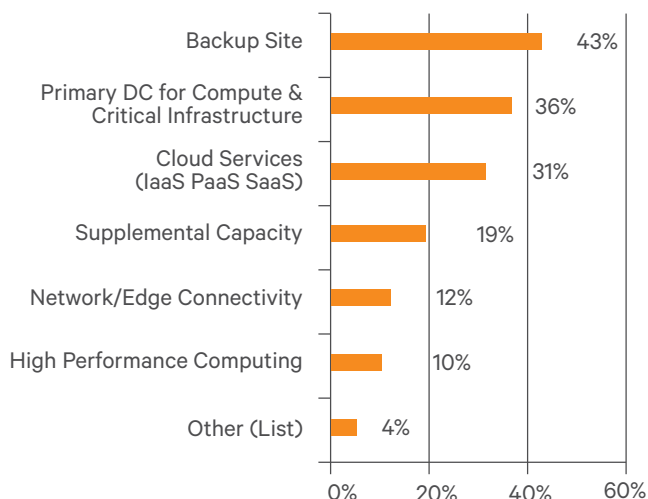 Backup Site
43%
Primary DC for Compute &
Critical Infrastructure
36%
Cloud Services
(IaaS PaaS SaaS)
31%
Supplemental Capacity
19%
Network/Edge Connectivity
12%
High Performance Computing
10%
Other (List)
4%
0% 20% 40% 60%